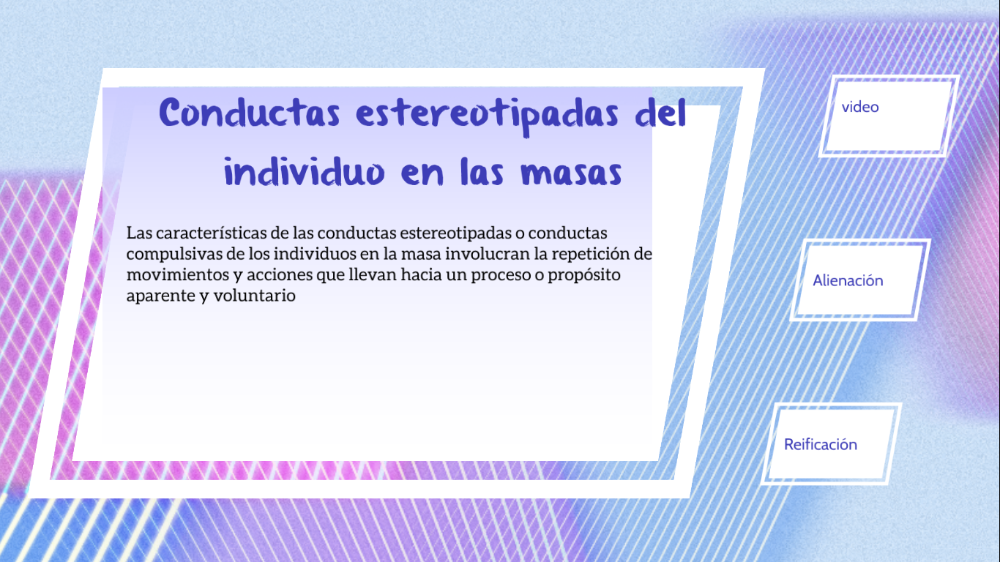 Conductas estereotipadas del
individuo en las masas
Las características de las conductas estereotipadas o conductas
compulsivas de los individuos en la masa involucran la repetición de
movimientos y acciones que llevan hacia un proceso o propósito
aparente y voluntario
video
Alienación
Reificación